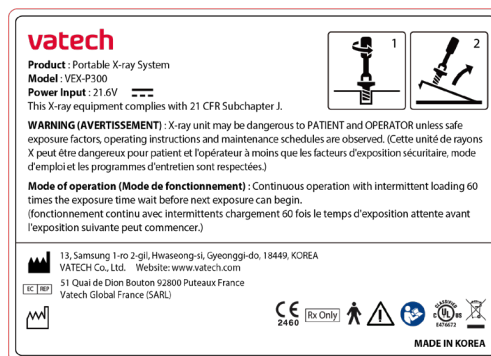 vatech
Product : Portable X-ray System
Model : VEX-P300
Power Input : 21.6V
This X-ray equipment complies with 21 CFR Subchapter J.
1
2
WARNING (AVERTISSEMENT) : X-ray unit may be dangerous to PATIENT and OPERATOR unless safe
exposure factors, operating instructions and maintenance schedules are observed. (Cette unité de rayons
X peut être dangereux pour patient et l'opérateur à moins que les facteurs d'exposition sécuritaire, mode
d'emploi et les programmes d'entretien sont respectées.)
Mode of operation (Mode de fonctionnement) : Continuous operation with intermittent loading 60
times the exposure time wait before next exposure can begin.
(fonctionnement continu avec intermittents chargement 60 fois le temps d'exposition attente avant
l'exposition suivante peut commencer.)
13, Samsung 1-ro 2-gil, Hwaseong-si, Gyeonggi-do, 18449, KOREA
VATECH Co., Ltd. Website: www.vatech.com
EC REP
51 Quai de Dion Bouton 92800 Puteaux France
Vatech Global France (SARL)
CE
2460
Rx Only
CLASSIFIED
C UL US
E476672
MADE IN KOREA